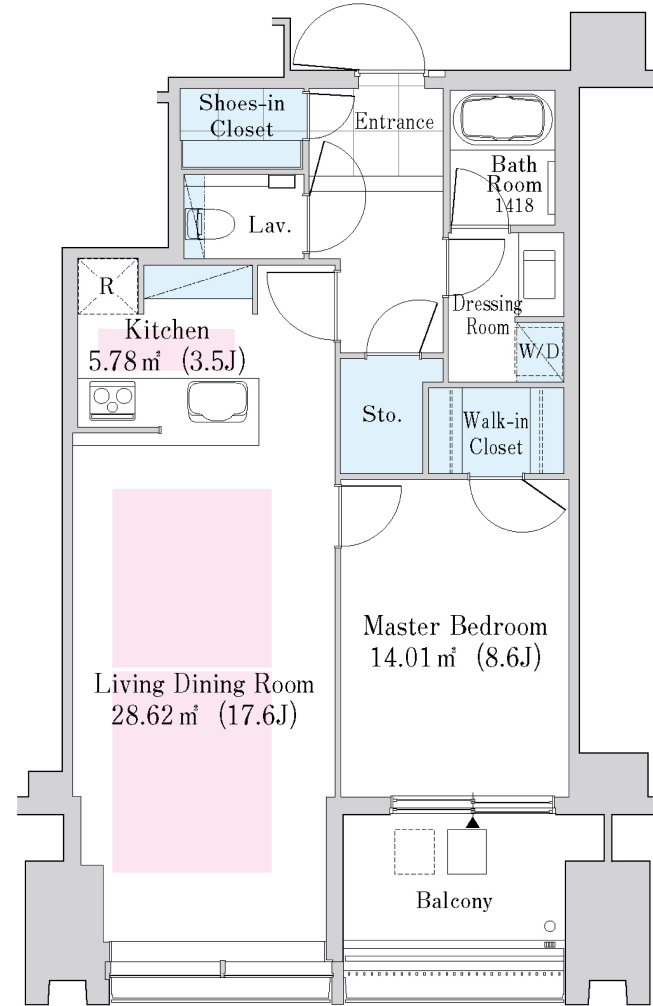 Shoes-in
Closet
Entrance
Bath
Room
1418
Lav.
R
Dressing
Room
Kitchen
5.78㎡ (3.5J)
W/D
Sto.
Walk-in
Closet
Master Bedroom
14.01㎡ (8.6J)
Living Dining Room
28.62㎡ (17.6J)
Balcony